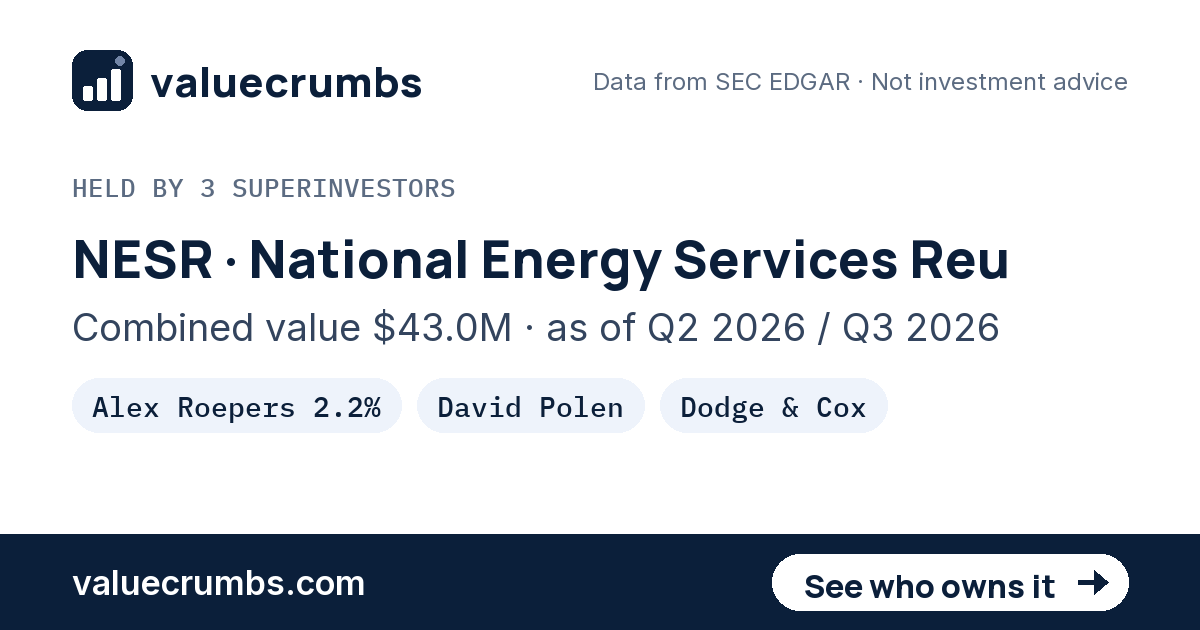 valuecrumbs
Data from SEC EDGAR · Not investment advice
HELD BY 3 SUPERINVESTORS
NESR · National Energy Services Reu
Combined value $43.0M · as of Q2 2026 / Q3 2026
Alex Roepers 2.2% David Polen Dodge & Cox
valuecrumbs.com
See who owns it →